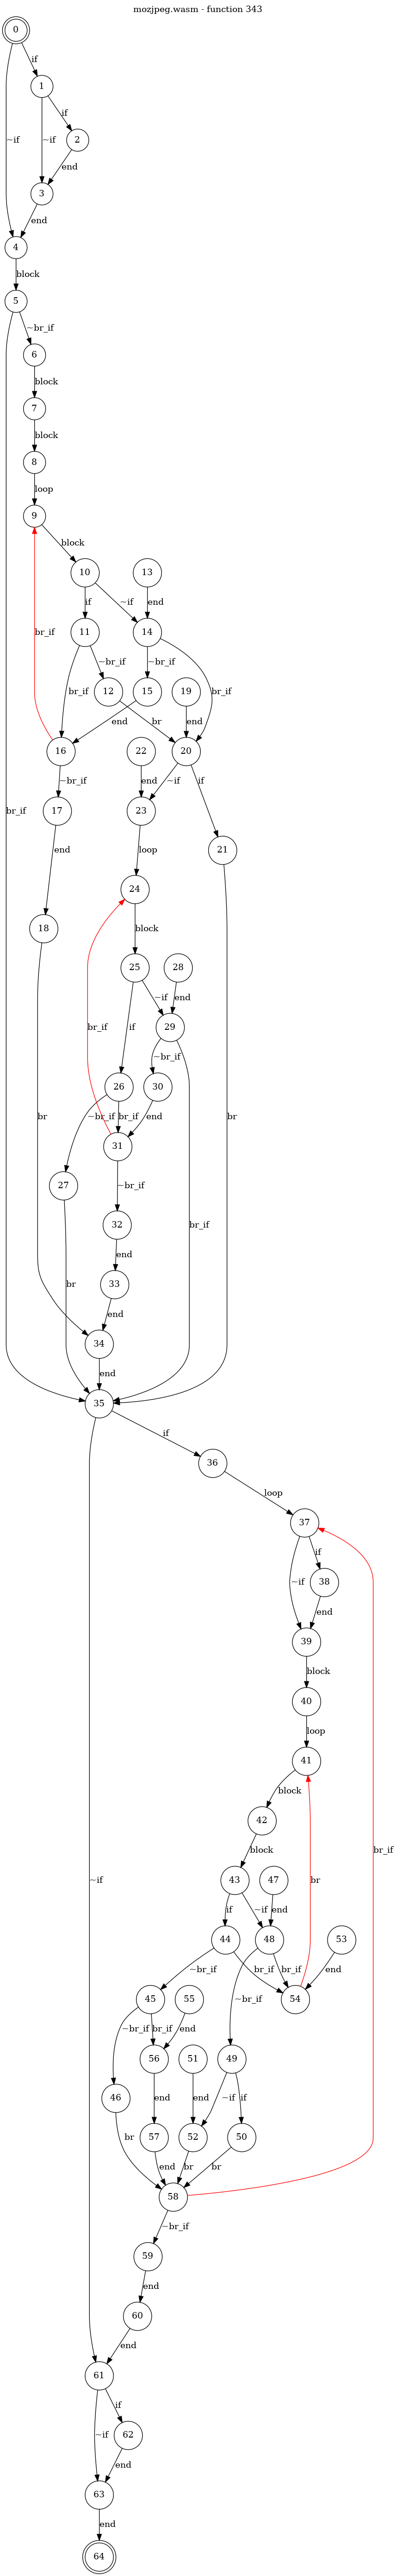 mozjpeg.wasm - function 343
0
if
1
~if
~if
if
2
end
3
end
4
block
5
~br_if
6
block
7
block
8
loop
9
block
10
13
if
~if
end
11
14
br_if
br_if
~br_if
~br_if
br_if
12
15
19
end
br
end
16
22
20
br_if
~br_if
end
~if
if
17
23
21
end
loop
24
18
block
25
28
~if
end
br_if
if
29
br
~br_if
br
26
30
~br_if
br_if
end
31
27
~br_if
br_if
32
br
end
33
end
34
end
35
if
36
loop
37
~if
if
38
end
39
block
40
loop
41
block
42
br_if
block
~if
43
47
br
if
~if
end
44
48
53
~br_if
br_if
br_if
end
45
55
~br_if
54
~br_if
br_if
end
56
51
49
46
end
end
~if
if
br
57
52
50
end
br
br
58
~br_if
59
end
60
end
61
if
~if
62
end
63
end
64